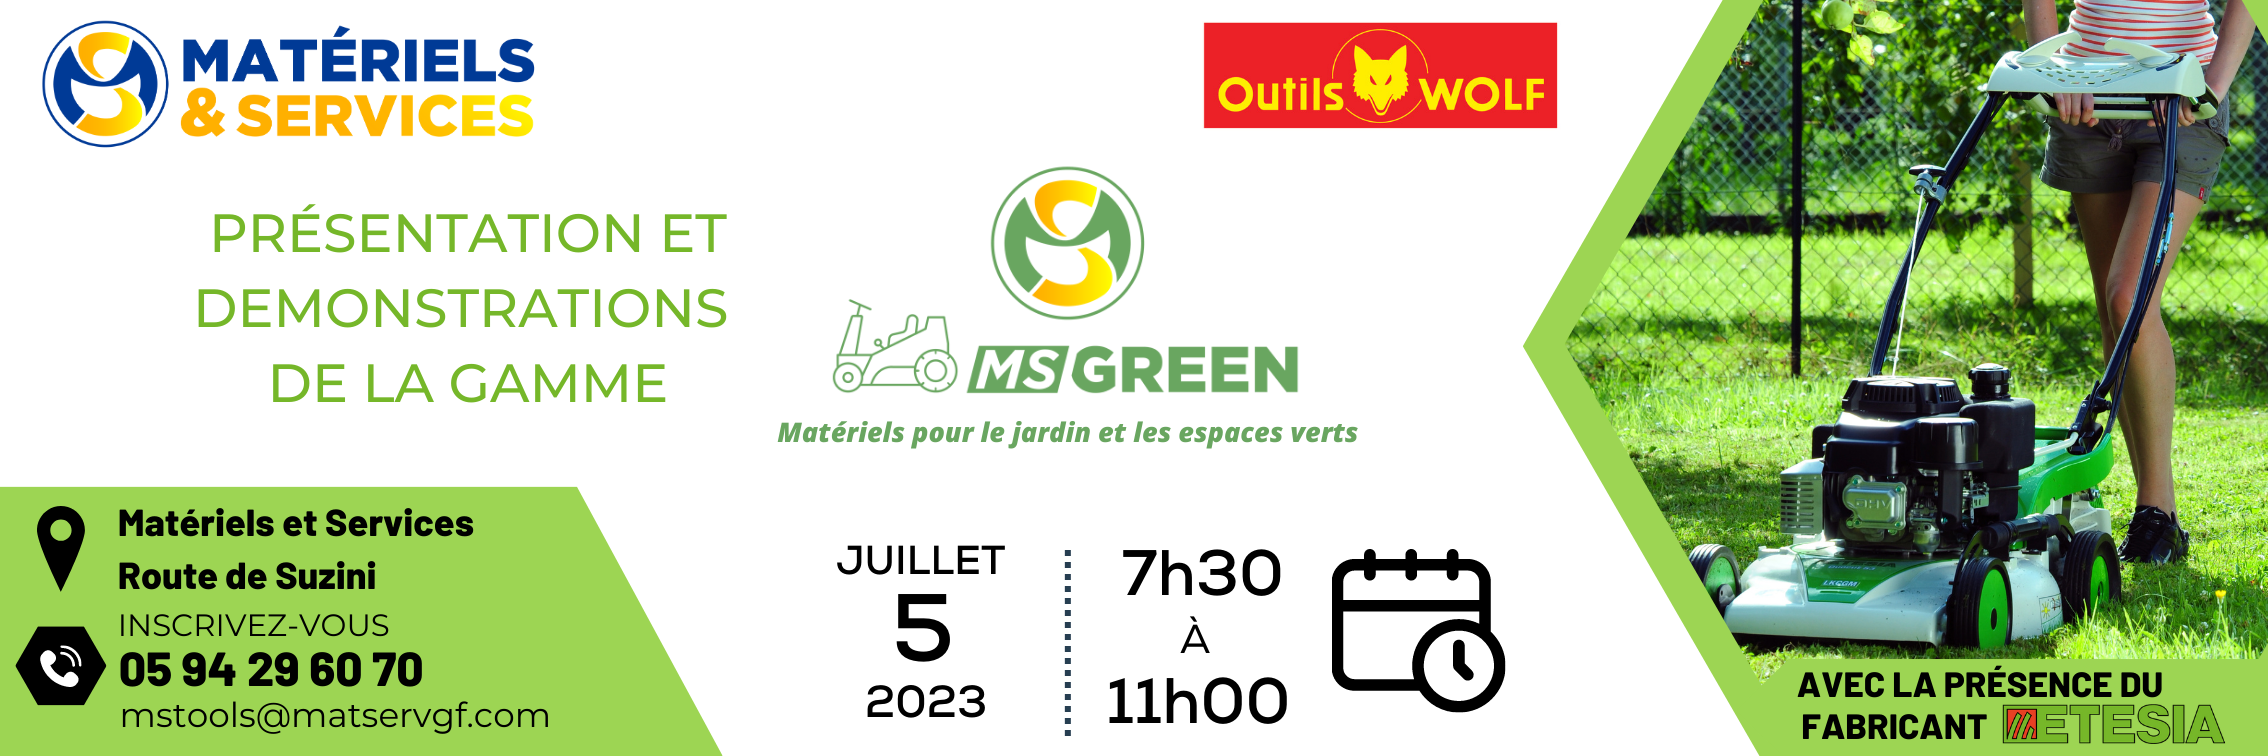 MATÉRIELS
& SERVICES
Outils WOLF
PRÉSENTATION ET
DEMONSTRATIONS
DE LA GAMME
MS GREEN
Matériels pour le jardin et les espaces verts
Matériels et Services
Route de Suzini
INSCRIVEZ-VOUS
05 94 29 60 70
mstools@matservgf.com
JUILLET
5
2023
7h30
À
11h00
AVEC LA PRÉSENCE DU
FABRICANT METESIA